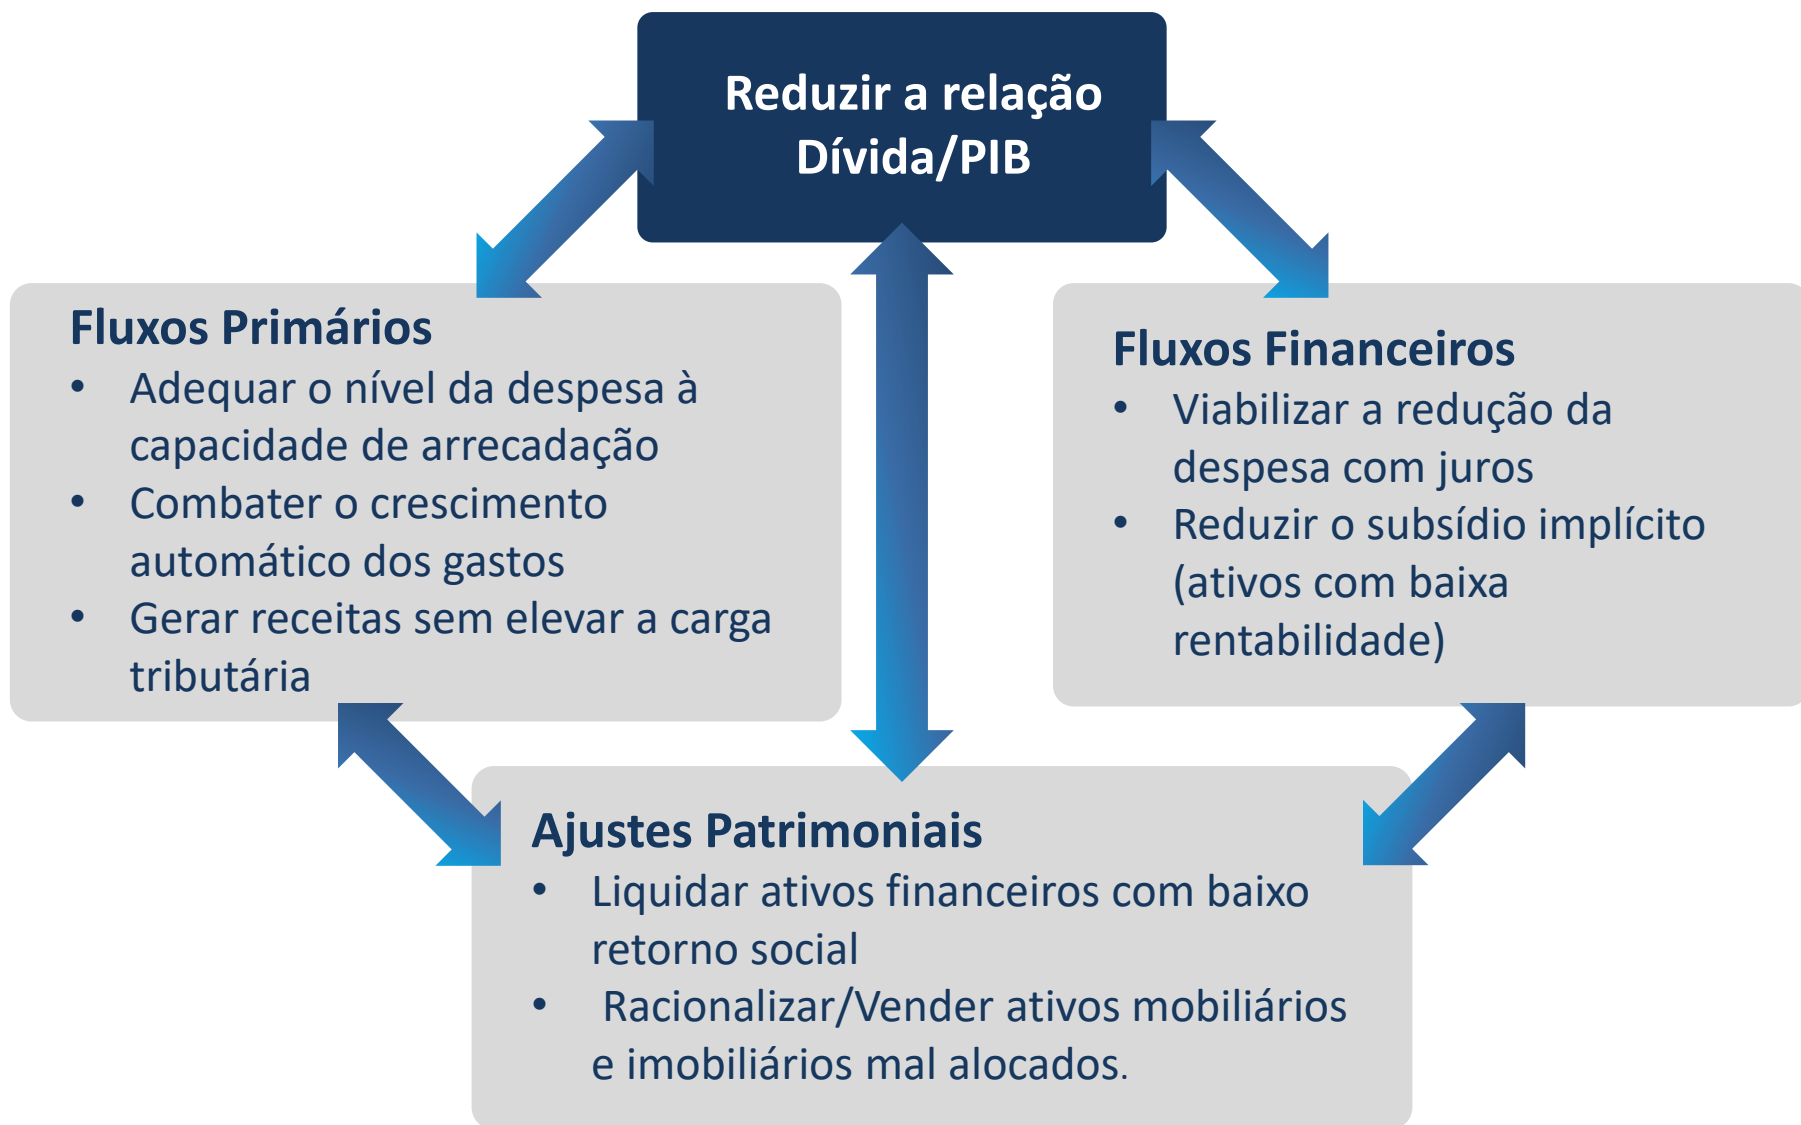 Reduzir a relação
Dívida/PIB
Fluxos Primários
• Adequar o nível da despesa à
capacidade de arrecadação
• Combater o crescimento
automático dos gastos
• Gerar receitas sem elevar a carga
tributária
Fluxos Financeiros
• Viabilizar a redução da
despesa com juros
• Reduzir o subsídio implícito
(ativos com baixa
rentabilidade)
Ajustes Patrimoniais
• Liquidar ativos financeiros com baixo
retorno social
• Racionalizar/Vender ativos mobiliários
e imobiliários mal alocados.